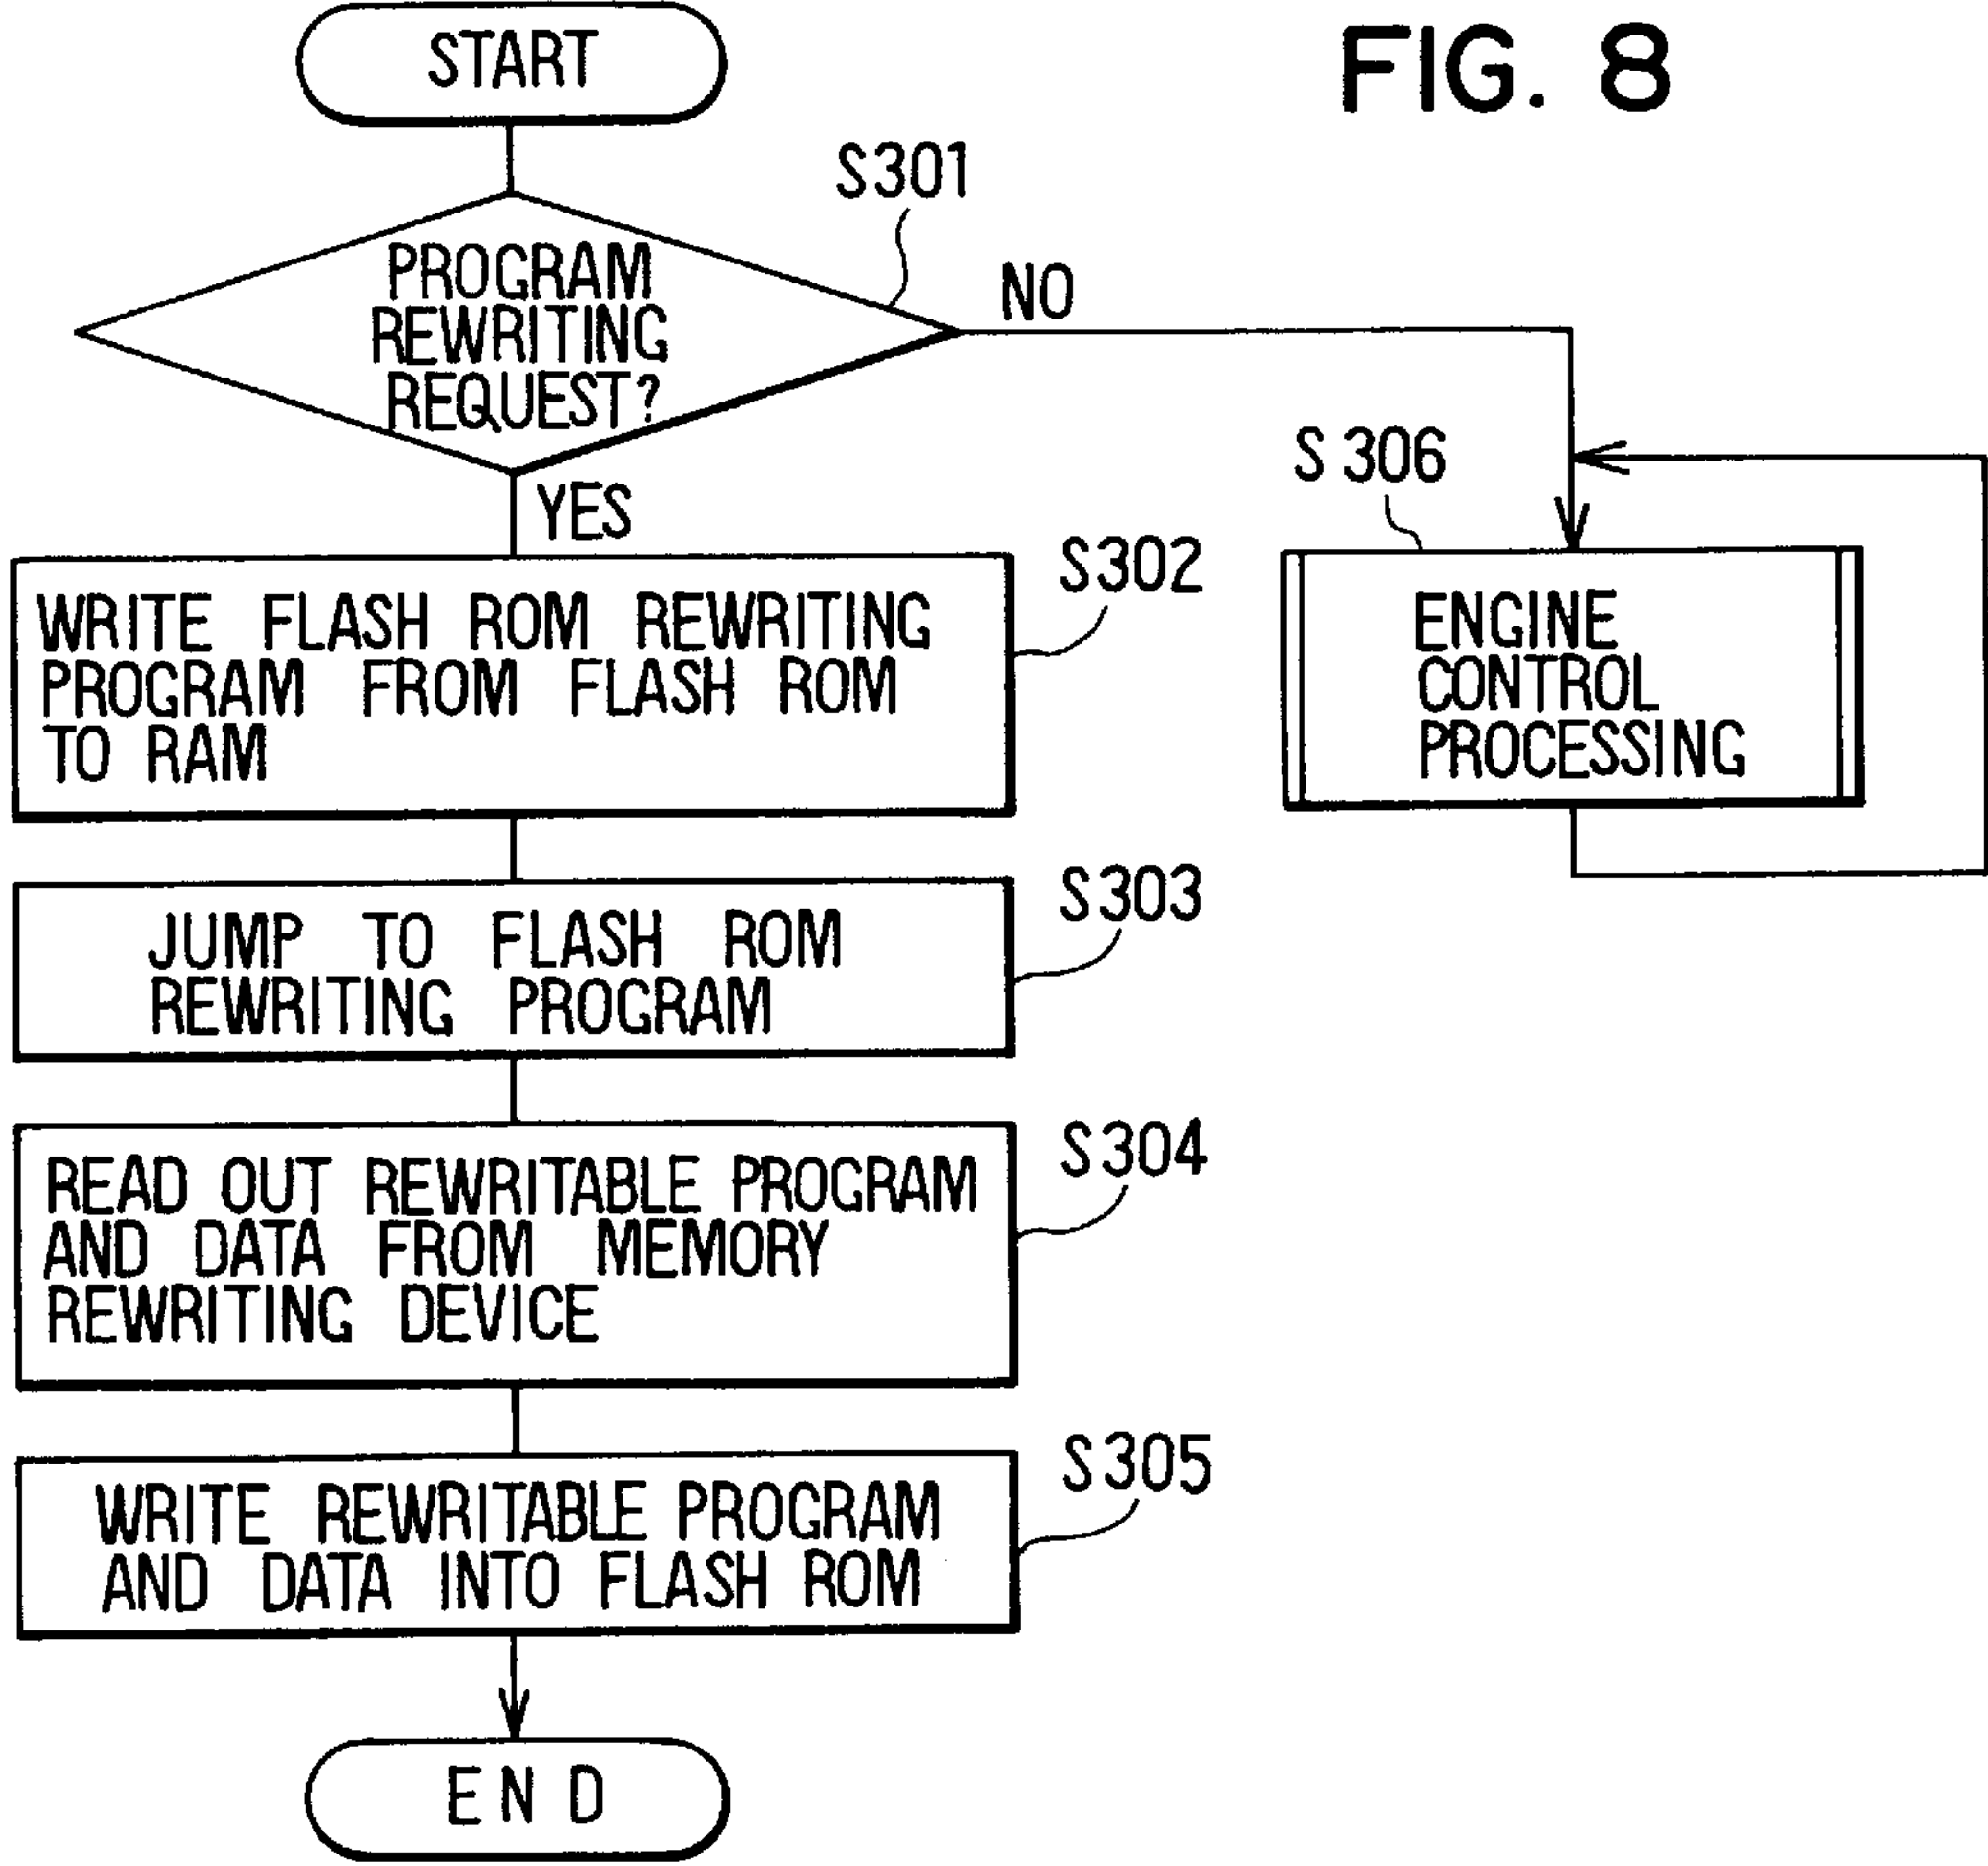 FIG. 8
START
S301
PROGRAM
REWRITING
REQUEST?
NO
YES
S302
WRITE FLASH ROM REWRITING
PROGRAM FROM FLASH ROM
TO RAM
S306
ENGINE
CONTROL
PROCESSING
S303
JUMP TO FLASH ROM
REWRITING PROGRAM
S304
READ OUT REWRITABLE PROGRAM
AND DATA FROM MEMORY
REWRITING DEVICE
S305
WRITE REWRITABLE PROGRAM
AND DATA INTO FLASH ROM
END